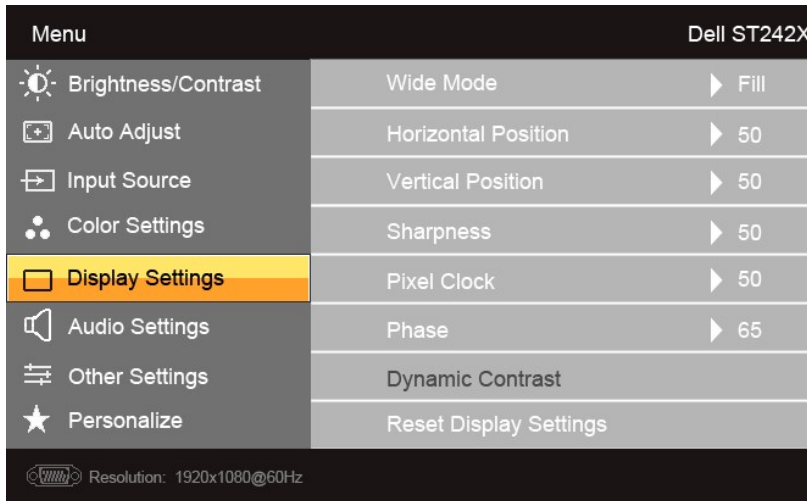 Menu Dell ST242X
Brightness/Contrast Wide Mode Fill
Auto Adjust Horizontal Position 50
Input Source Vertical Position 50
Color Settings Sharpness 50
Display Settings Pixel Clock 50
Audio Settings Phase 65
Other Settings Dynamic Contrast
Personalize Reset Display Settings
Resolution: 1920x1080@60Hz